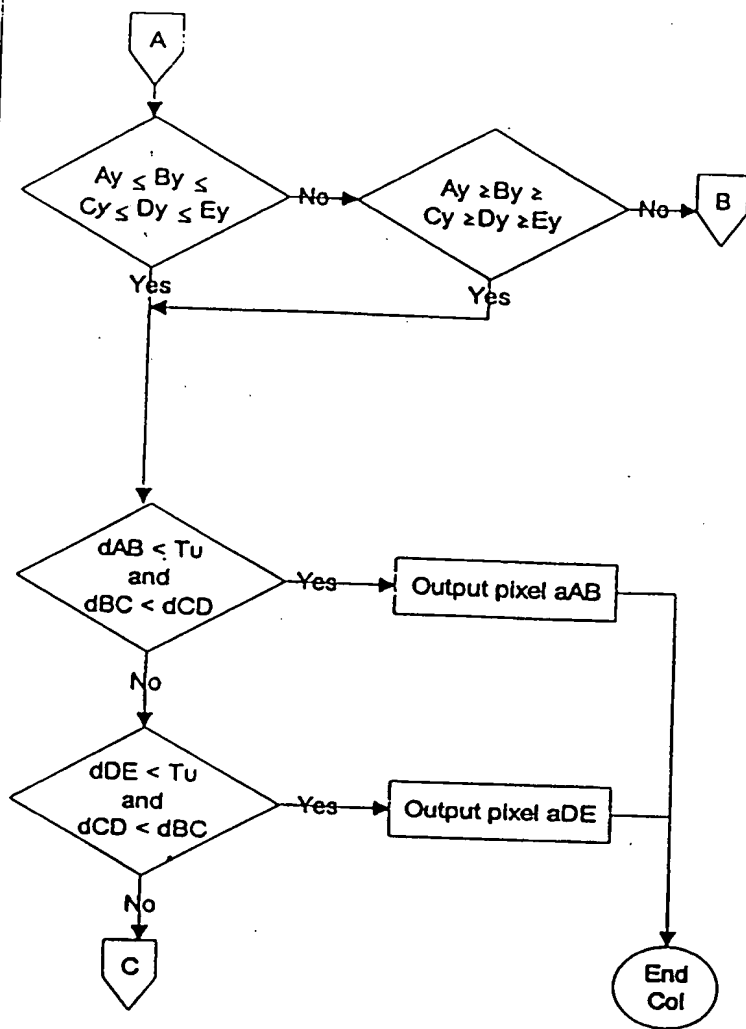 A
Ay ≤ By ≤
Cy ≤ Dy ≤ Ey
No
Ay ≥By ≥
Cy ≥Dy ≥Ey
No
B
Yes
Yes
dAB < Tu
and
dBC < dCD
Yes
Output pixel aAB
No
dDE < Tu
and
dCD < dBC
Yes
Output pixel aDE
No
C
End
Col